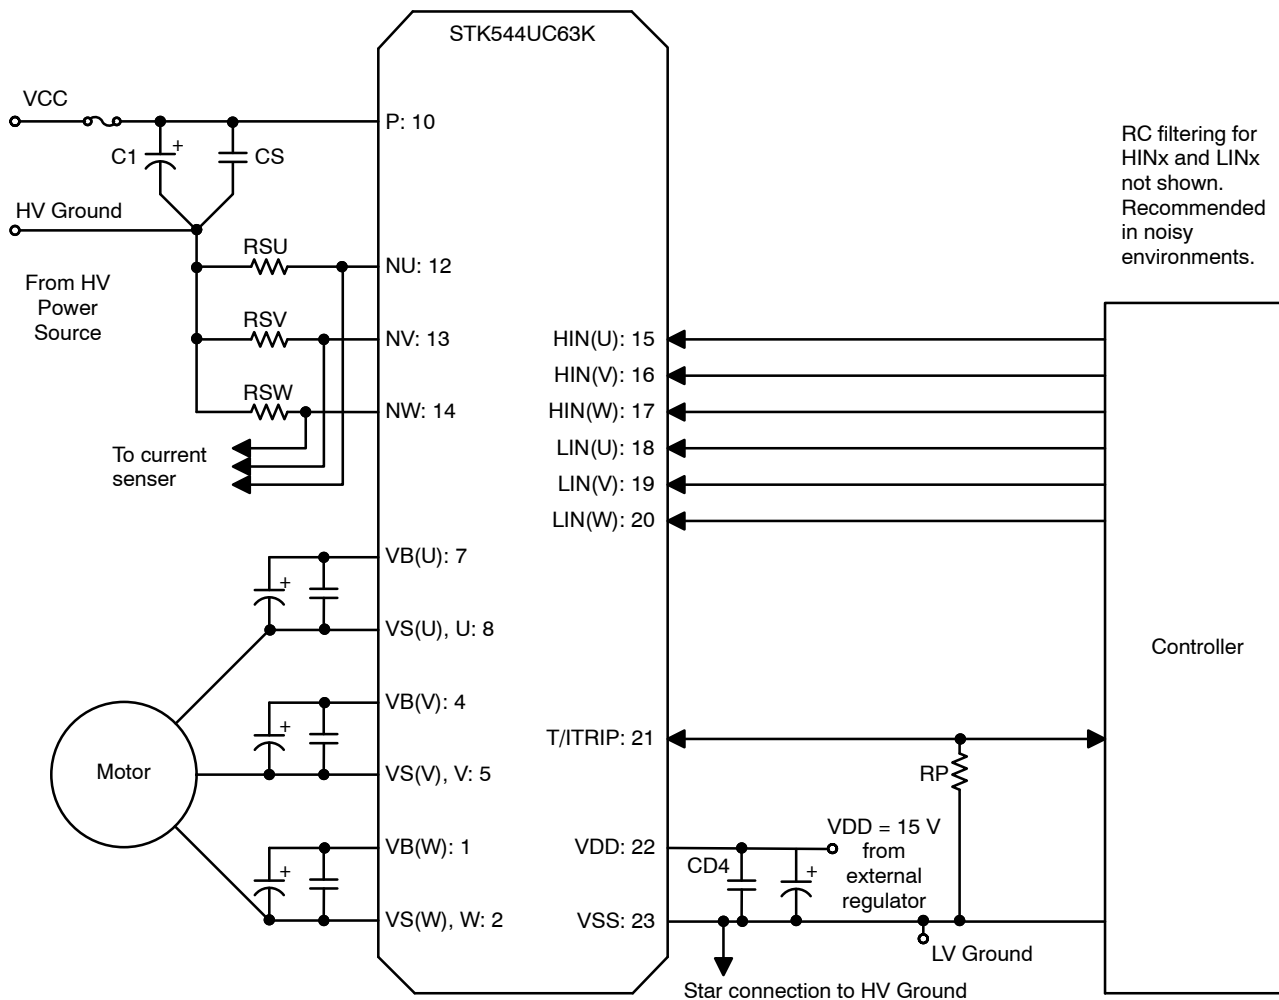 STK544UC63K
VCC
P: 10
C1
+
CS
HV Ground
RSU
NU: 12
From HV
Power
Source
RSV
NV: 13
RSW
NW: 14
To current
senser
RC filtering for
HINx and LINx
not shown.
Recommended
in noisy
environments.
HIN(U): 15
HIN(V): 16
HIN(W): 17
LIN(U): 18
LIN(V): 19
LIN(W): 20
VB(U): 7
+
VS(U), U: 8
VB(V): 4
+
VS(V), V: 5
Motor
VB(W): 1
+
VS(W), W: 2
T/ITRIP: 21
RP
Controller
VDD: 22
CD4
+
VDD = 15 V
from
external
regulator
VSS: 23
LV Ground
Star connection to HV Ground